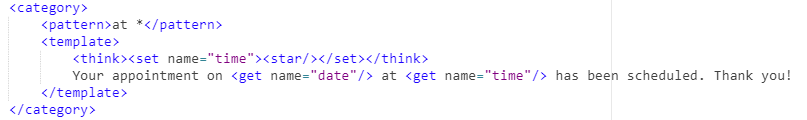 <category>
<pattern>at *</pattern>
<template>
<think><set name="time"><star/></set></think>
Your appointment on <get name="date"/> at <get name="time"/> has been scheduled. Thank you!
</template>
</category>